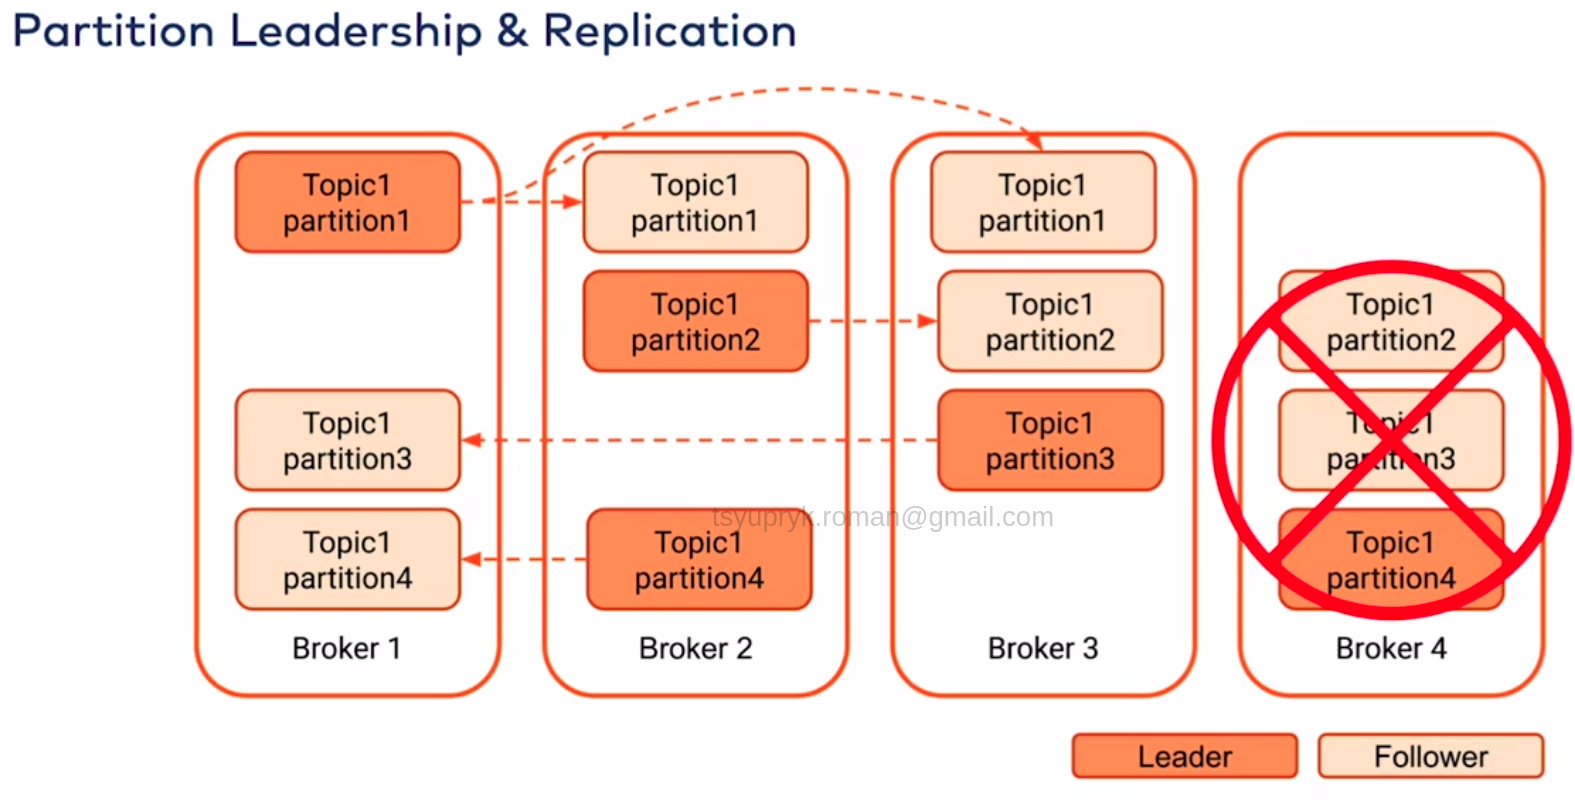 Partition Leadership & Replication
Topic1
partition1
Topic1
partition1
Topic1
partition1
Topic1
partition2
Topic1
partition2
Topic1
partition2
Topic1
partition3
Topic1
partition3
Topic1
partition3
tsyupryk.roman@gmail.com
Topic1
partition4
Topic1
partition4
Topic1
partition4
Broker 1
Broker 2
Broker 3
Broker 4
Leader
Follower